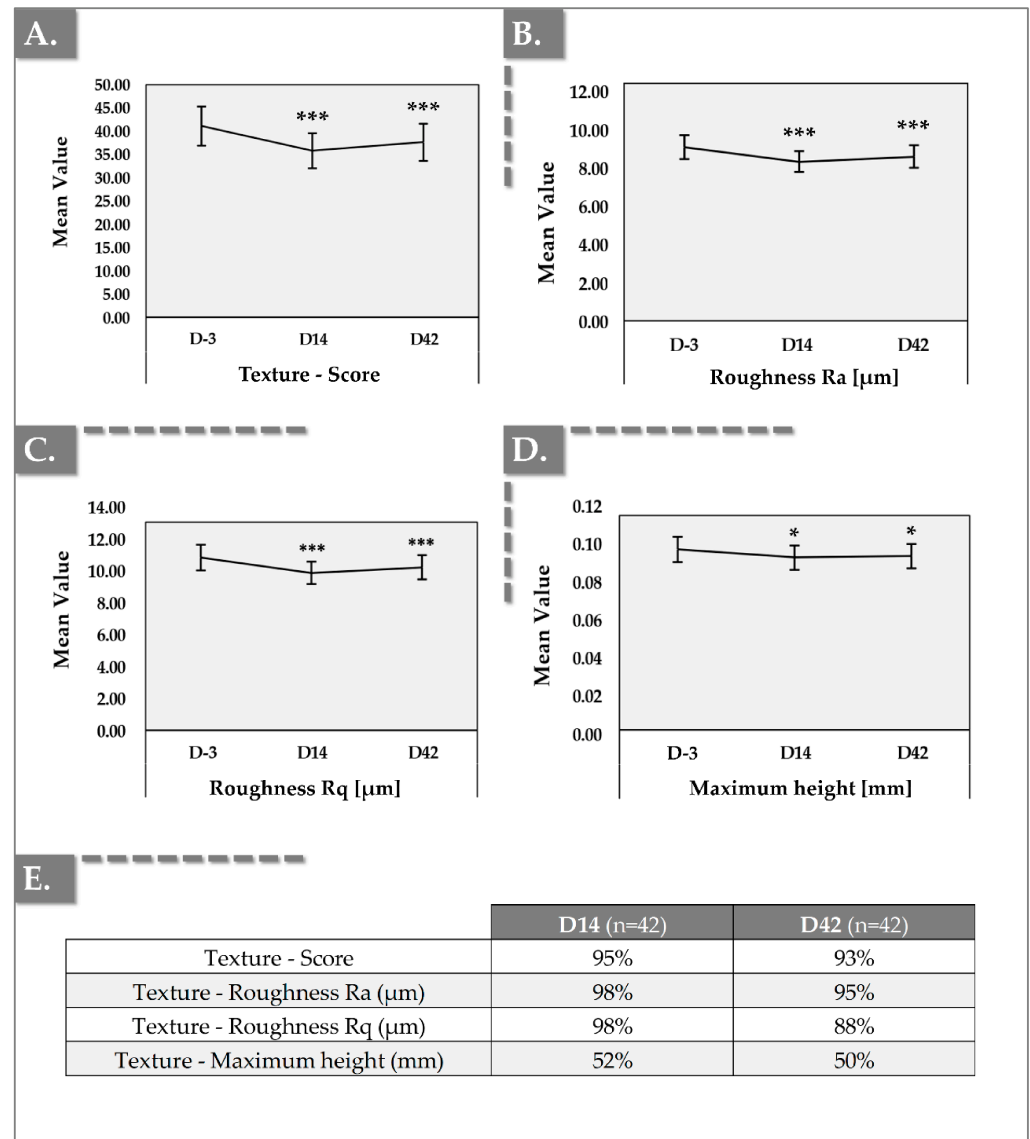 A.
50.00
45.00
40.00
35.00
30.00
25.00
20.00
15.00
10.00
5.00
0.00
Mean Value
*** ***
D-3 D14 D42
Texture - Score
B.
12.00
10.00
8.00
6.00
4.00
2.00
0.00
Mean Value
*** ***
D-3 D14 D42
Roughness Ra [μm]
C.
14.00
12.00
10.00
8.00
6.00
4.00
2.00
0.00
Mean Value
*** ***
D-3 D14 D42
Roughness Rq [μm]
D.
0.12
0.10
0.08
0.06
0.04
0.02
0.00
Mean Value
* *
D-3 D14 D42
Maximum height [mm]
E.
D14 (n=42) D42 (n=42)
Texture - Score 95% 93%
Texture - Roughness Ra (μm) 98% 95%
Texture - Roughness Rq (μm) 98% 88%
Texture - Maximum height (mm) 52% 50%